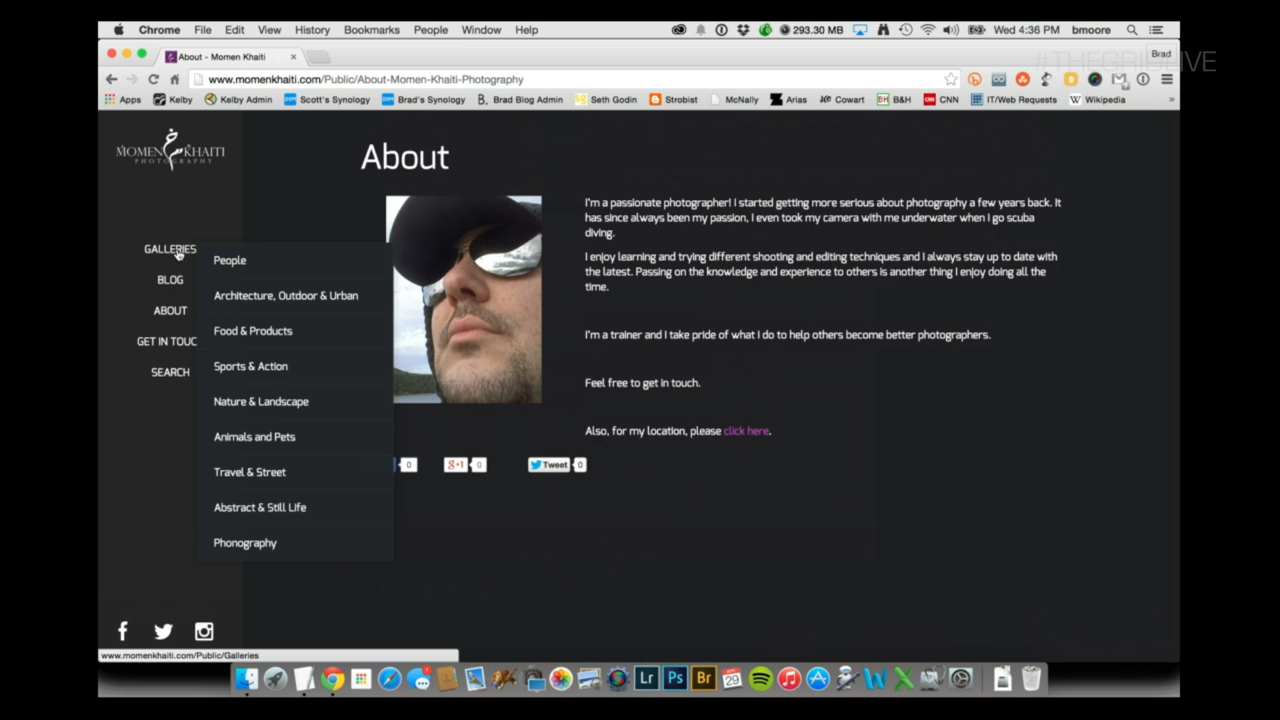 Chrome File Edit View History Bookmarks People Window Help 293.30 MB Wed 4:36 PM bmoore
About - Momen Khaiti Brad
#THEGRIDLIVE
www.momenkhaiti.com/Public/About-Momen-Khaiti-Photography
Apps Kelby Kelby Admin Scott's Synology Brad's Synology B. Brad Blog Admin Seth Godin Strobist McNally Arias Cowart B&H CNN IT/Web Requests Wikipedia »
MOMEN KHAITI
PHOTOGRAPHY
About
I'm a passionate photographer! I started getting more serious about photography a few years back. It
has since always been my passion, I even took my camera with me underwater when I go scuba
diving.
I enjoy learning and trying different shooting and editing techniques and I always stay up to date with
the latest. Passing on the knowledge and experience to others is another thing I enjoy doing all the
time.
I'm a trainer and I take pride of what I do to help others become better photographers.
Feel free to get in touch.
Also, for my location, please click here.
GALLERIES
BLOG
ABOUT
GET IN TOUC
SEARCH
People
Architecture, Outdoor & Urban
Food & Products
Sports & Action
Nature & Landscape
Animals and Pets
Travel & Street
Abstract & Still Life
Phonography
0 g+1 0 Tweet 0
www.momenkhaiti.com/Public/Galleries
Lr Ps Br 29